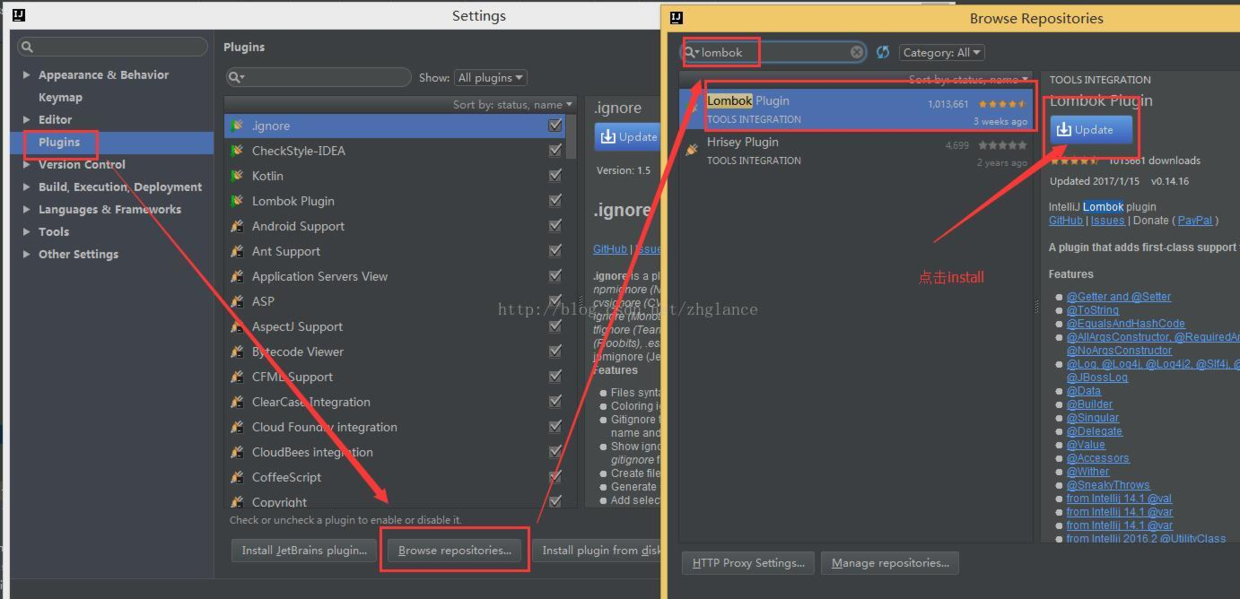 Settings
Appearance & Behavior
Keymap
Editor
Plugins
Version Control
Build, Execution, Deployment
Languages & Frameworks
Tools
Other Settings
Plugins
Show: All plugins
Sort by: status, name
.ignore
CheckStyle-IDEA
Kotlin
Lombok Plugin
Android Support
Ant Support
Application Servers View
ASP
AspectJ Support
Bytecode Viewer
CFML Support
ClearCase Integration
Cloud Foundry integration
CloudBees integration
CoffeeScript
Copyright
Check or uncheck a plugin to enable or disable it.
Install JetBrains plugin...
Browse repositories...
Install plugin from disk
.ignore
Update
Version: 1.5
.ignore
GitHub | Issue
.ignore is a pl
npmignore (N
cvsignore (CV
(Floobits), .es
jpmignore (Je
Features
Files synta
Coloring ig
Gitignore t
name and
Show igno
gitignore f
Create file
Generate
Add selec
http://blog.csdn.net/zhglance
Browse Repositories
lombok
Category: All
Sort by: status, name
Lombok Plugin
1,013,661
TOOLS INTEGRATION
3 weeks ago
Hrisey Plugin
4,699
TOOLS INTEGRATION
2 years ago
HTTP Proxy Settings...
Manage repositories...
TOOLS INTEGRATION
Lombok Plugin
Update
1013661 downloads
Updated 2017/1/15 v0.14.16
IntelliJ Lombok plugin
GitHub | Issues | Donate ( PayPal )
A plugin that adds first-class support
点击install
Features
@Getter and @Setter
@ToString
@EqualsAndHashCode
@AllArgsConstructor, @RequiredAr
@NoArgsConstructor
@Log, @Log4j, @Log4j2, @Slf4j, @
@JBossLog
@Data
@Builder
@Singular
@Delegate
@Value
@Accessors
@Wither
@SneakyThrows
from Intellij 14.1 @val
from Intellij 14.1 @var
from Intellij 14.1 @var
from Intellij 2016.2 @UtilityClass